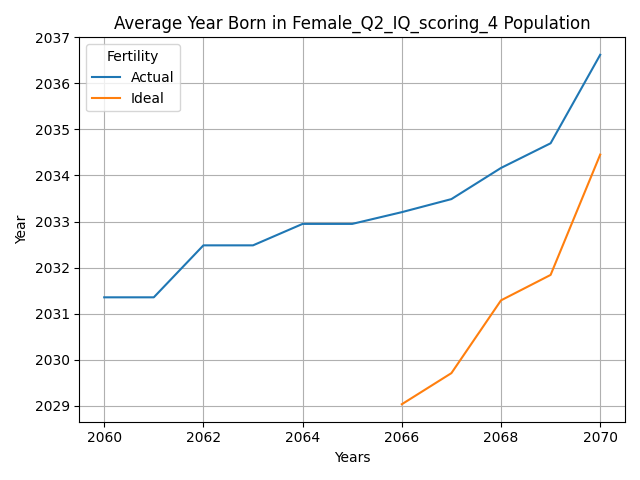 Average Year Born in Female_Q2_IQ_scoring_4 Population
Fertility
Actual
Ideal
2037
2036
2035
2034
2033
2032
2031
2030
2029
Year
2060 2062 2064 2066 2068 2070
Years